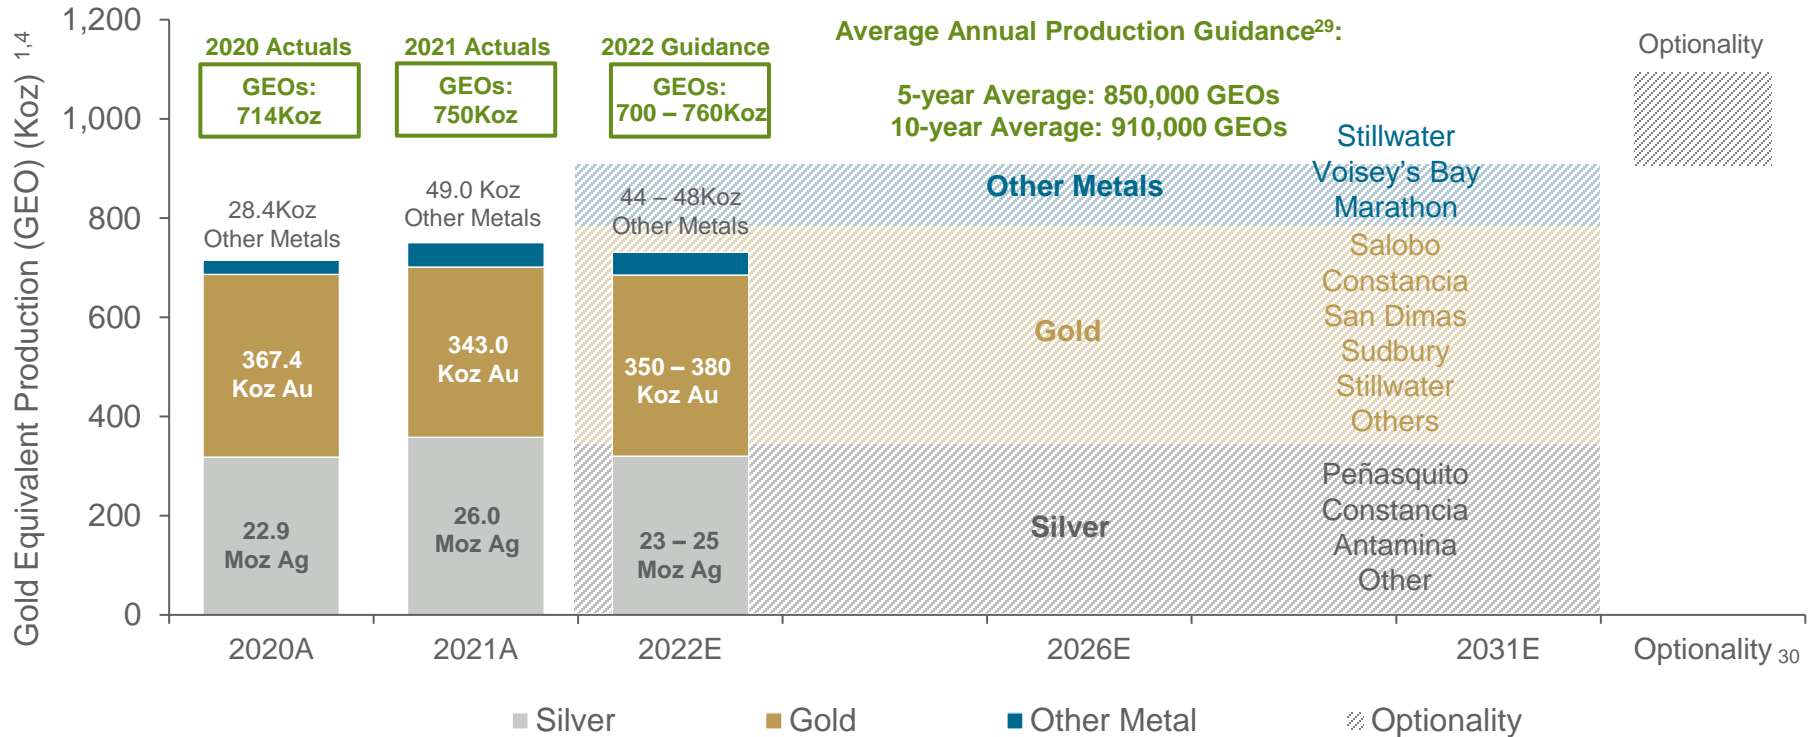 Gold Equivalent Production (GEO) (Koz) 1,4
1,200
1,000
800
600
400
200
0
2020 Actuals
GEOs:
714Koz
2021 Actuals
GEOs:
750Koz
2022 Guidance
GEOs:
700 – 760Koz
Average Annual Production Guidance29:
5-year Average: 850,000 GEOs
10-year Average: 910,000 GEOs
Optionality
28.4Koz
Other Metals
367.4
Koz Au
22.9
Moz Ag
49.0 Koz
Other Metals
343.0
Koz Au
26.0
Moz Ag
44 – 48Koz
Other Metals
350 – 380
Koz Au
23 – 25
Moz Ag
Other Metals
Gold
Silver
Stillwater
Voisey's Bay
Marathon
Salobo
Constancia
San Dimas
Sudbury
Stillwater
Others
Peñasquito
Constancia
Antamina
Other
2020A
2021A
2022E
2026E
2031E
Optionality 30
Silver
Gold
Other Metal
Optionality